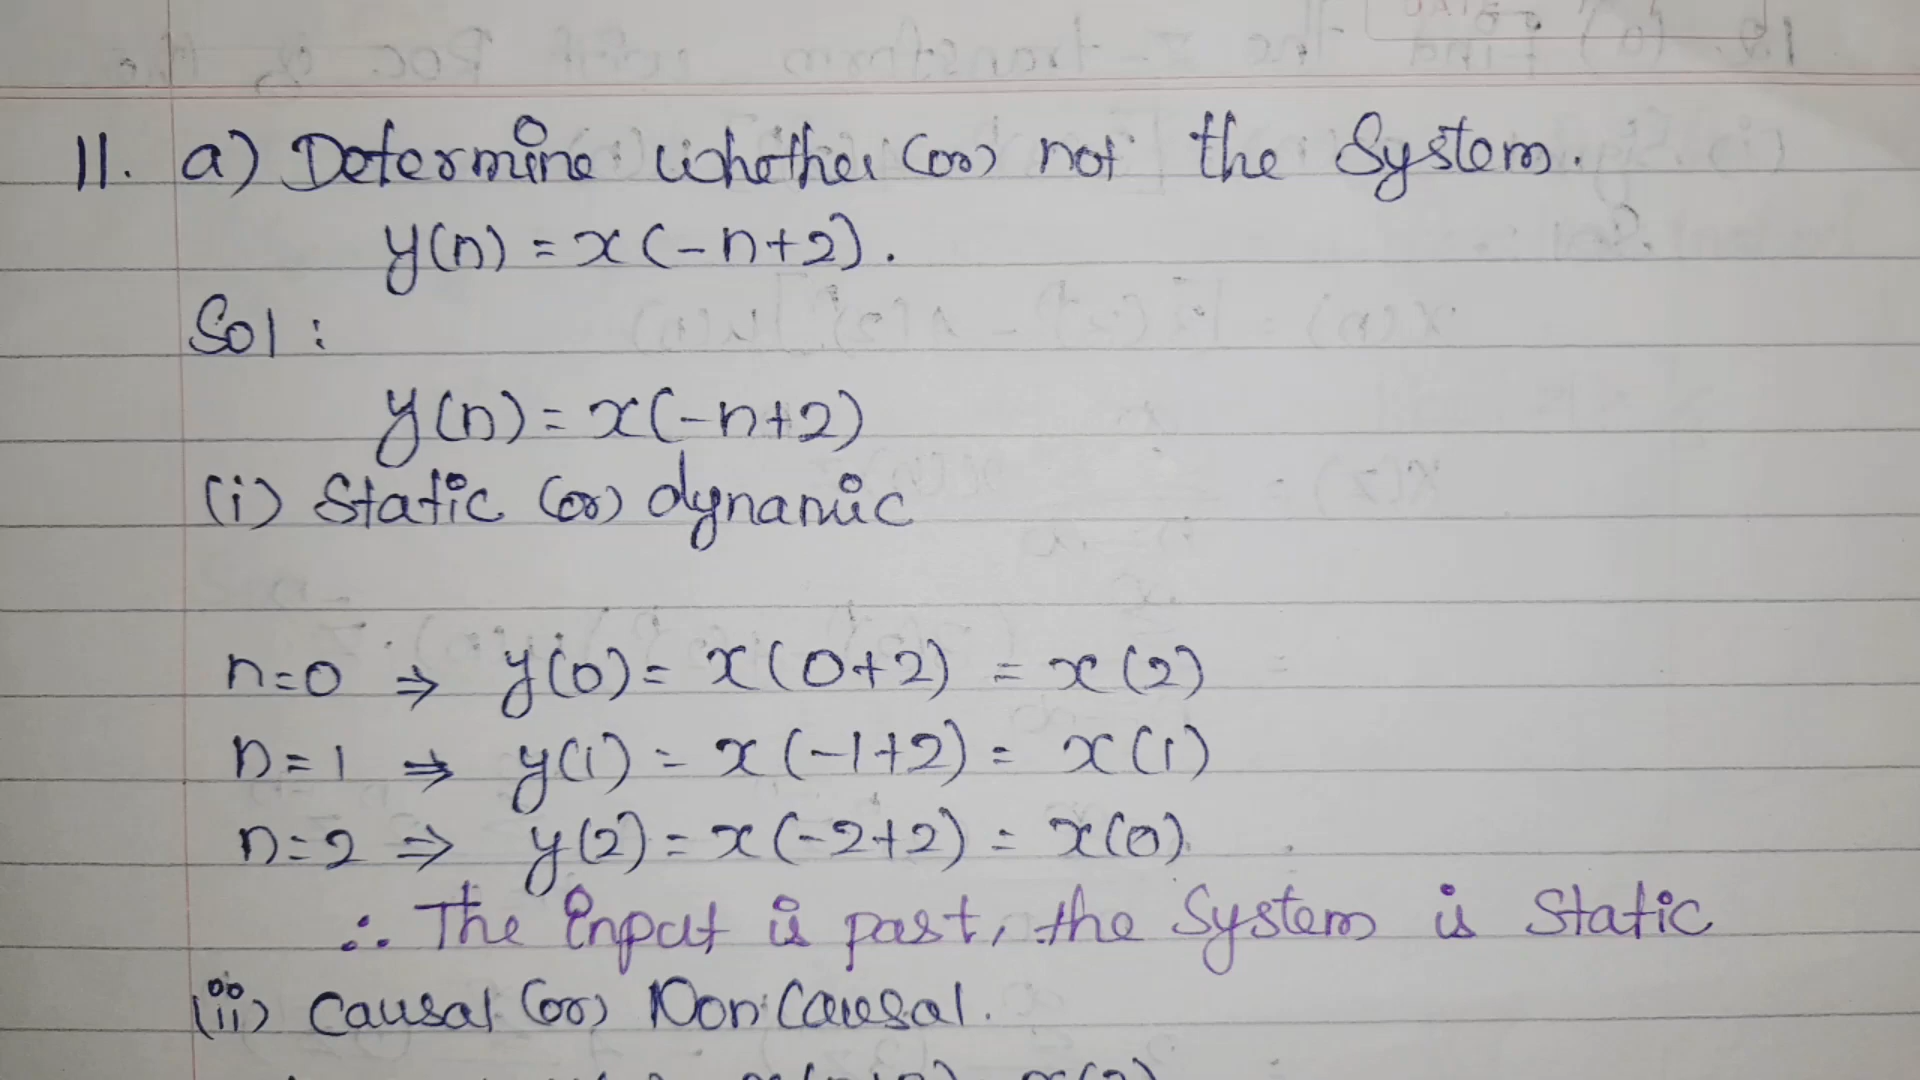 11. a) Determine whether (or) not the System.
y(n) = x(-n+2).
Sol :
y(n) = x(-n+2)
(i) Static (or) dynamic
n=0 ⇒ y(0) = x(0+2) = x(2)
n=1 ⇒ y(1) = x(-1+2) = x(1)
n=2 ⇒ y(2) = x(-2+2) = x(0).
∴ The Input is past, the System is Static
(ii) Causal (or) Non Causal.